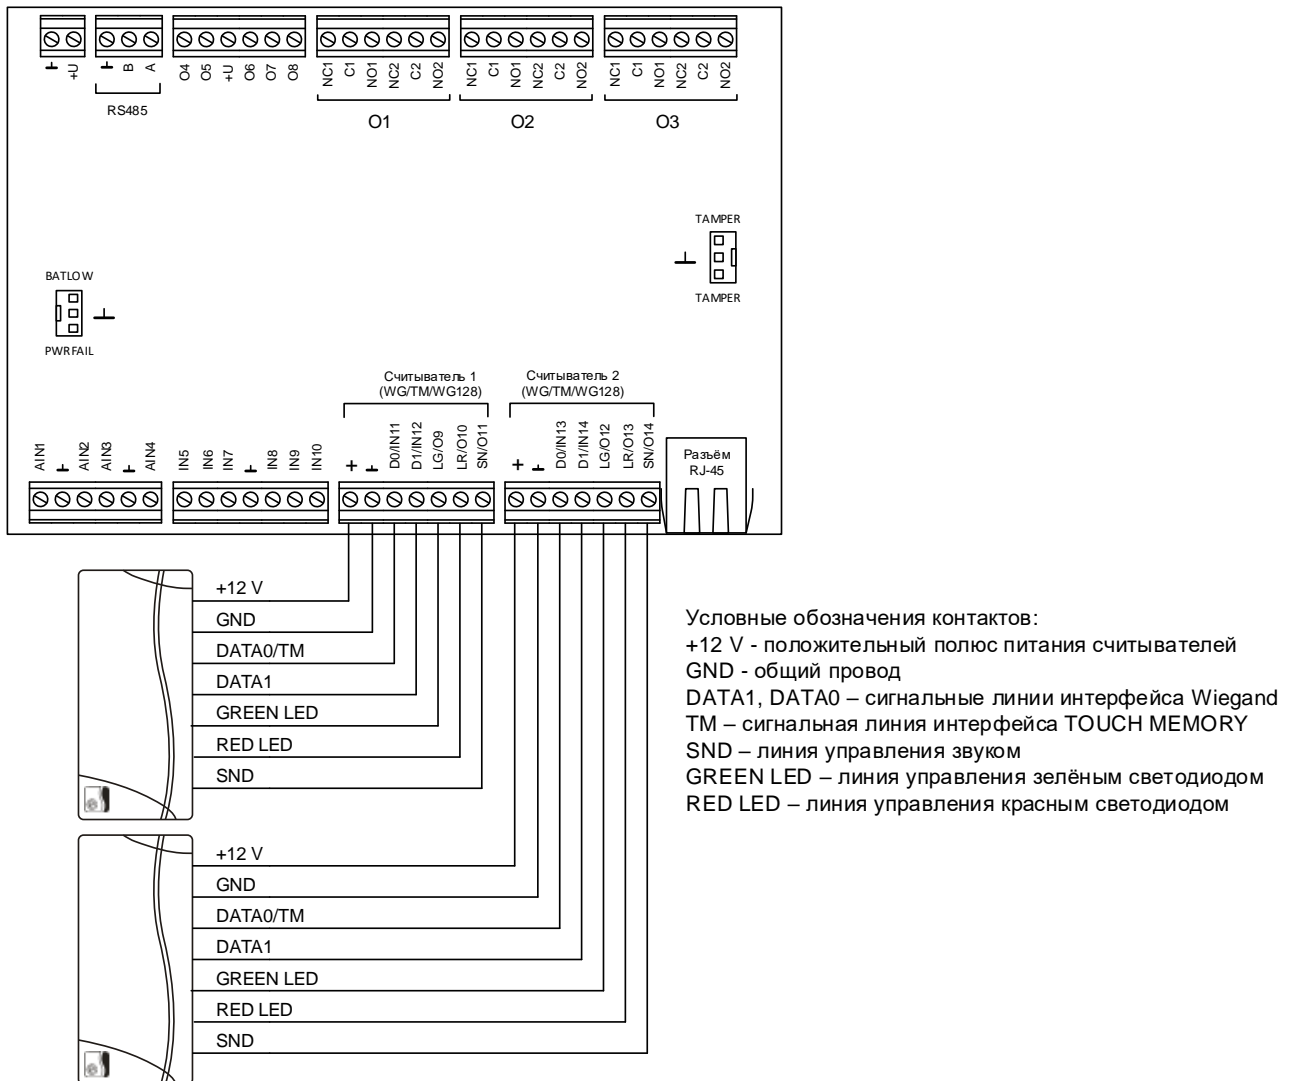 +U
B
A
O4
O5
+U
O6
O7
O8
NC1
C1
NO1
NC2
C2
NO2
NC1
C1
NO1
NC2
C2
NO2
NC1
C1
NO1
NC2
C2
NO2
RS485
O1
O2
O3
TAMPER
TAMPER
BATLOW
PWRFAIL
Считыватель 1
(WG/TM/WG128)
Считыватель 2
(WG/TM/WG128)
AIN1
AIN2
AIN3
AIN4
IN5
IN6
IN7
IN8
IN9
IN10
+
D0/IN11
D1/IN12
LG/O9
LR/O10
SN/O11
+
D0/IN13
D1/IN14
LG/O12
LR/O13
SN/O14
Разъём
RJ-45
+12 V
GND
DATA0/TM
DATA1
GREEN LED
RED LED
SND
+12 V
GND
DATA0/TM
DATA1
GREEN LED
RED LED
SND
Условные обозначения контактов:
+12 V - положительный полюс питания считывателей
GND - общий провод
DATA1, DATA0 – сигнальные линии интерфейса Wiegand
TM – сигнальная линия интерфейса TOUCH MEMORY
SND – линия управления звуком
GREEN LED – линия управления зелёным светодиодом
RED LED – линия управления красным светодиодом